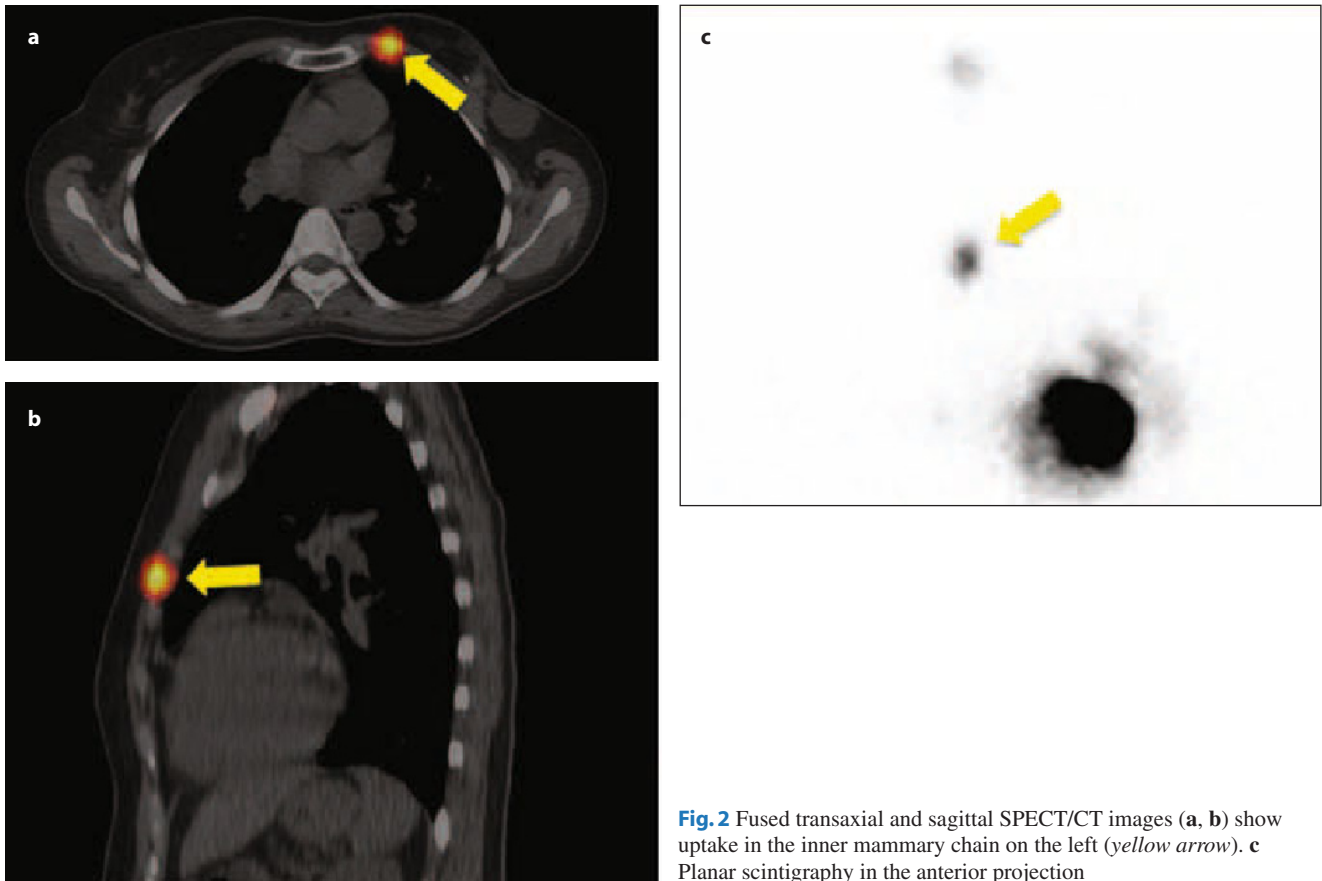 a
b
c
Fig. 2 Fused transaxial and sagittal SPECT/CT images (a, b) show
uptake in the inner mammary chain on the left (yellow arrow). c
Planar scintigraphy in the anterior projection